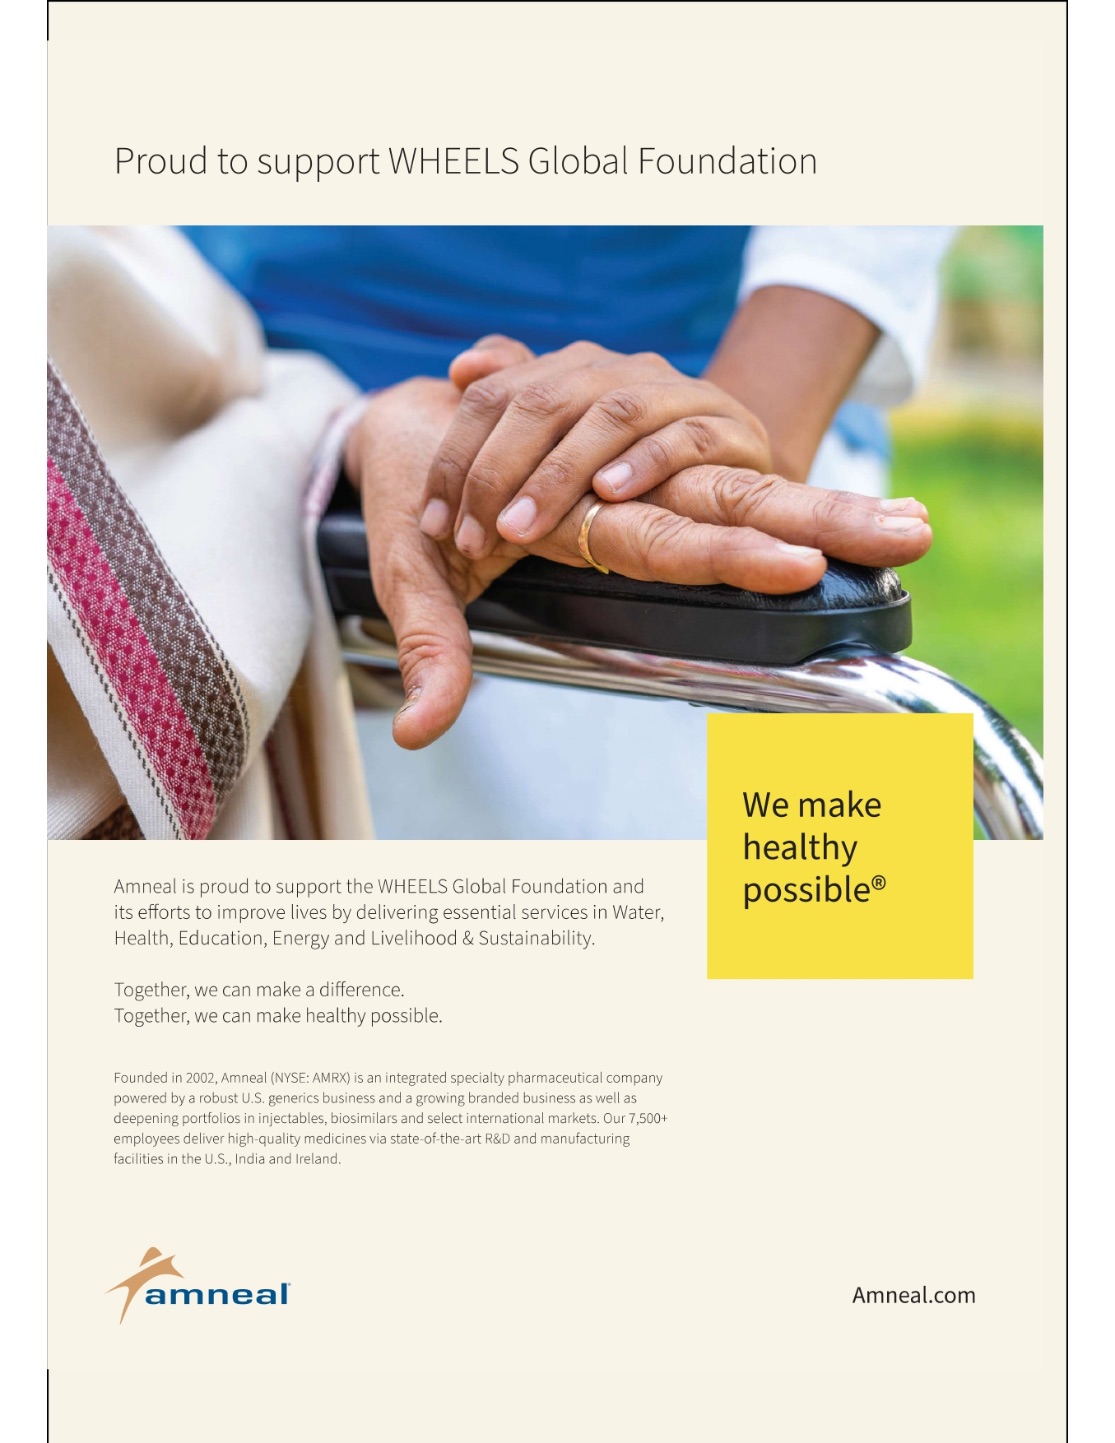 Proud to support WHEELS Global Foundation
We make
healthy
possible®
Amneal is proud to support the WHEELS Global Foundation and
its efforts to improve lives by delivering essential services in Water,
Health, Education, Energy and Livelihood & Sustainability.
Together, we can make a difference.
Together, we can make healthy possible.
Founded in 2002, Amneal (NYSE: AMRX) is an integrated specialty pharmaceutical company
powered by a robust U.S. generics business and a growing branded business as well as
deepening portfolios in injectables, biosimilars and select international markets. Our 7,500+
employees deliver high-quality medicines via state-of-the-art R&D and manufacturing
facilities in the U.S., India and Ireland.
amneal
Amneal.com